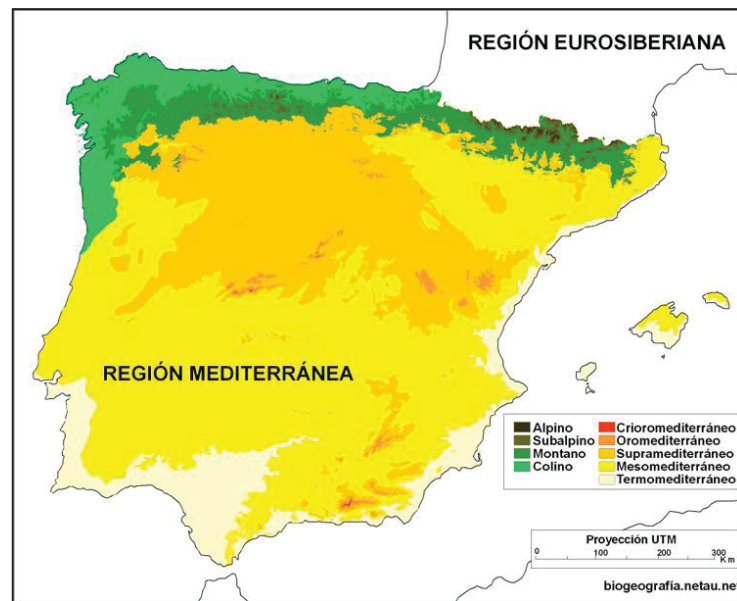 REGIÓN EUROSIBERIANA
REGIÓN MEDITERRÁNEA
Alpino
Subalpino
Montano
Colino
Crioromediterráneo
Oromediterráneo
Supramediterráneo
Mesomediterráneo
Termomediterráneo
Proyección UTM
0 100 200 300
Km
biogeografía.netau.net